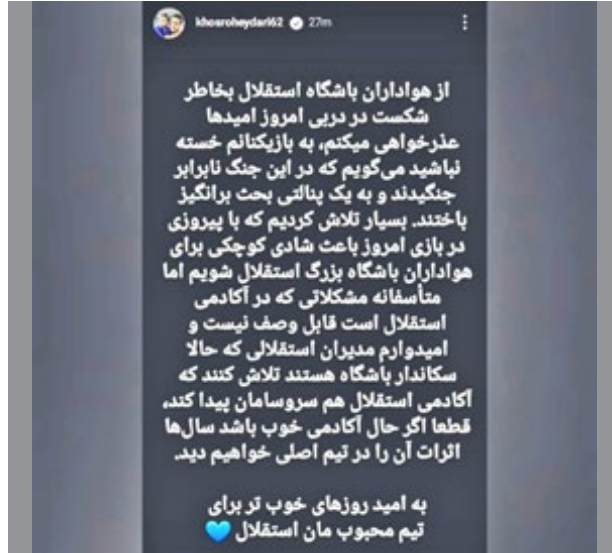 khosroheydari62 27m
از هواداران باشگاه استقلال بخاطر
شکست در دربی امروز امیدها
عذرخواهی میکتم، به بازیکنانم خسته
نباشید می‌گویم که در این جنگ نابرابر
جنگیدند و به یک پنالتی بحث برانگیز
باختند. بسیار تلاش کردیم که با پیروزی
در بازی امروز باعث شادی کوچکی برای
هواداران باشگاه بزرگ استقلال شویم اما
متأسفانه مشکلاتی که در آکادمی
استقلال است قابل وصف نیست و
امیدوارم مدیران استقلالی که حالا
سکاندار باشگاه هستند تلاش کنند که
آکادمی استقلال هم سروسامان پیدا کند،
قطعا اگر حال آکادمی خوب باشد سال‌ها
اثرات آن را در تیم اصلی خواهیم دید.
به امید روزهای خوب تر برای
تیم محبوب مان استقلال 💙